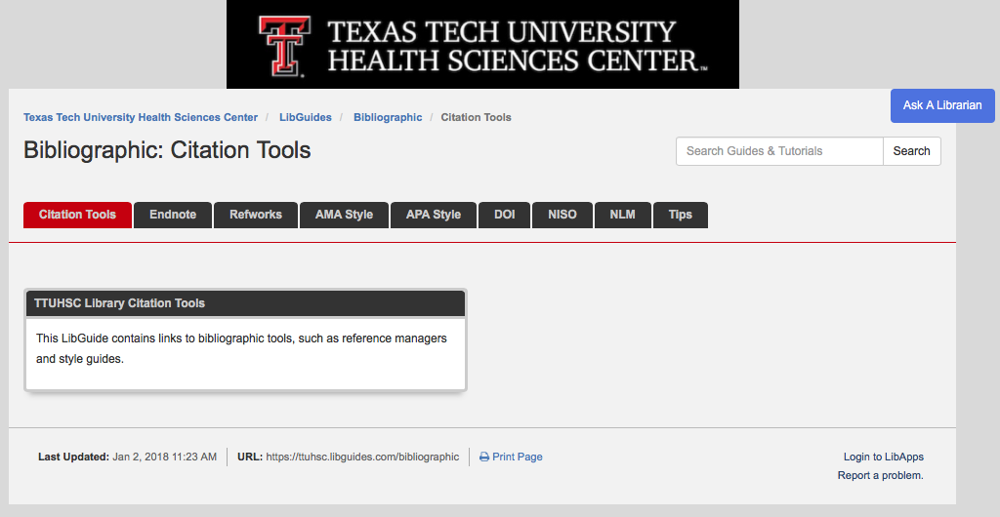 TEXAS TECH UNIVERSITY
HEALTH SCIENCES CENTER™
Ask A Librarian
Texas Tech University Health Sciences Center / LibGuides / Bibliographic / Citation Tools
Bibliographic: Citation Tools
Search Guides & Tutorials Search
Citation Tools Endnote Refworks AMA Style APA Style DOI NISO NLM Tips
TTUHSC Library Citation Tools
This LibGuide contains links to bibliographic tools, such as reference managers
and style guides.
Last Updated: Jan 2, 2018 11:23 AM URL: https://ttuhsc.libguides.com/bibliographic Print Page Login to LibApps
Report a problem.